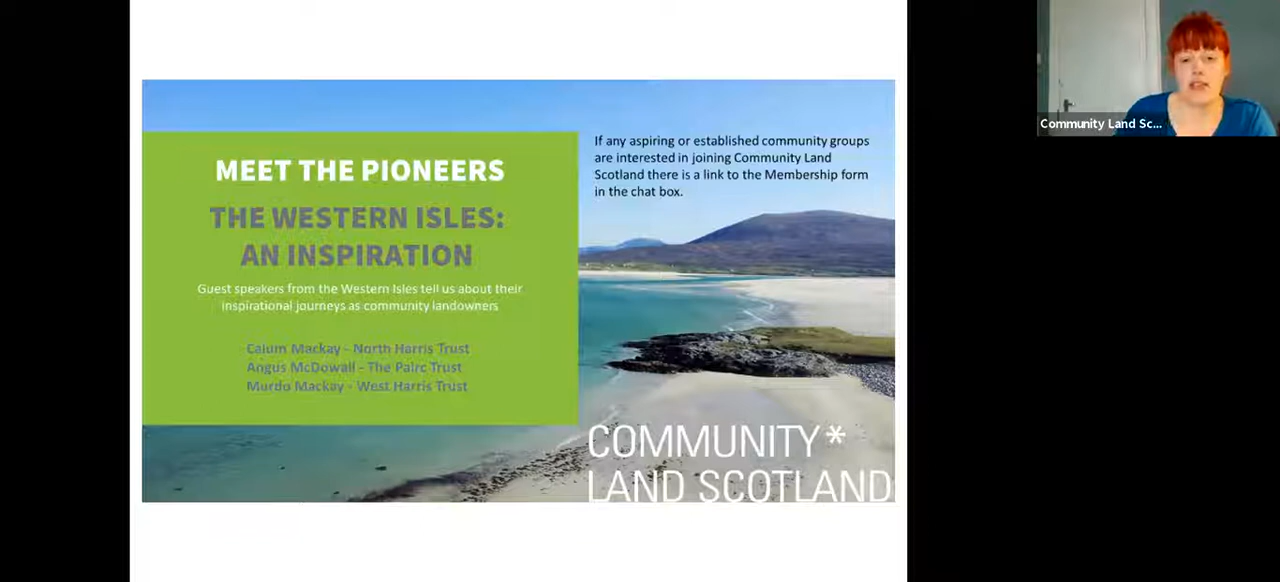 MEET THE PIONEERS
THE WESTERN ISLES:
AN INSPIRATION
Guest speakers from the Western Isles tell us about their
inspirational journeys as community landowners
Calum Mackay - North Harris Trust
Angus McDowall - The Pairc Trust
Murdo Mackay - West Harris Trust
If any aspiring or established community groups
are interested in joining Community Land
Scotland there is a link to the Membership form
in the chat box.
COMMUNITY*
LAND SCOTLAND
Community Land Sc...